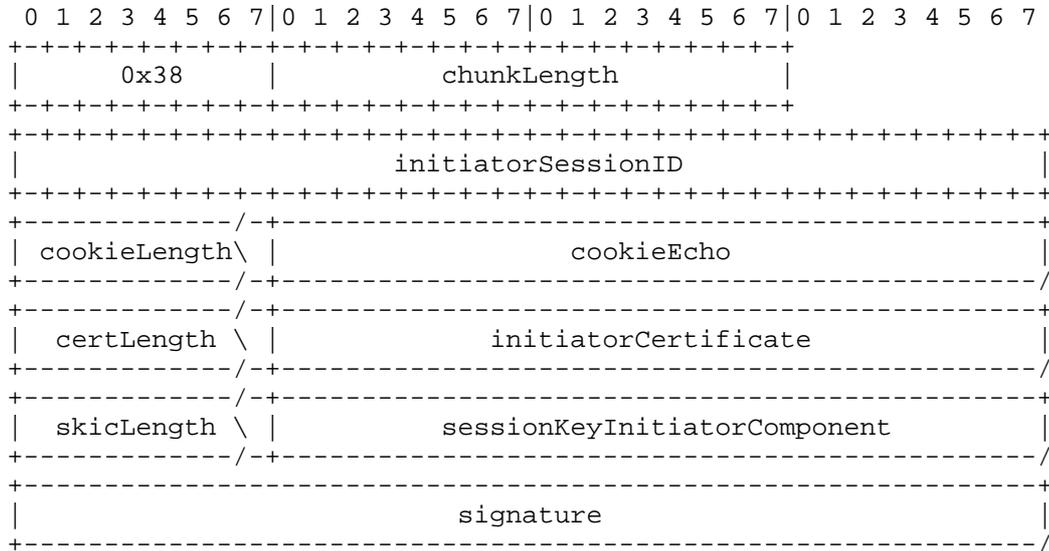 0 1 2 3 4 5 6 7|0 1 2 3 4 5 6 7|0 1 2 3 4 5 6 7|0 1 2 3 4 5 6 7
+-+-+-+-+-+-+-+-+-+-+-+-+-+-+-+-+-+-+-+-+-+-+-+-+
|      0x38     |          chunkLength          |
+-+-+-+-+-+-+-+-+-+-+-+-+-+-+-+-+-+-+-+-+-+-+-+-+
+-+-+-+-+-+-+-+-+-+-+-+-+-+-+-+-+-+-+-+-+-+-+-+-+-+-+-+-+-+-+-+-+
|                       initiatorSessionID                      |
+-+-+-+-+-+-+-+-+-+-+-+-+-+-+-+-+-+-+-+-+-+-+-+-+-+-+-+-+-+-+-+-+
+-------------/-+-----------------------------------------------+
| cookieLength\ |                  cookieEcho                   |
+-------------/-+-----------------------------------------------/
+-------------/-+-----------------------------------------------+
|  certLength \ |             initiatorCertificate              |
+-------------/-+-----------------------------------------------/
+-------------/-+-----------------------------------------------+
|  skicLength \ |          sessionKeyInitiatorComponent         |
+-------------/-+-----------------------------------------------/
+---------------------------------------------------------------+
|                           signature                           |
+---------------------------------------------------------------/